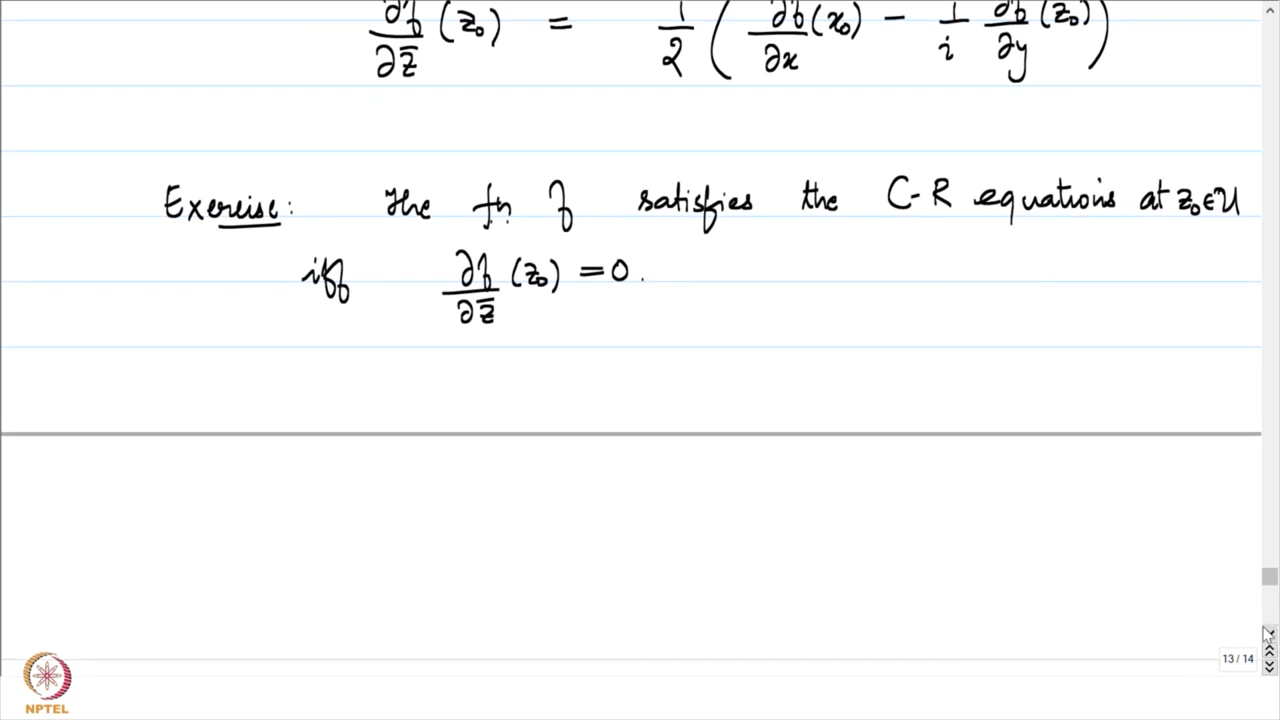 ∂f/∂z̄ (z₀) = 1/2 ( ∂f/∂x (x₀) − 1/i ∂f/∂y (z₀) )
Exercise: The fn f satisfies the C-R equations at z₀∈U
iff ∂f/∂z̄ (z₀) = 0.
13 / 14
NPTEL